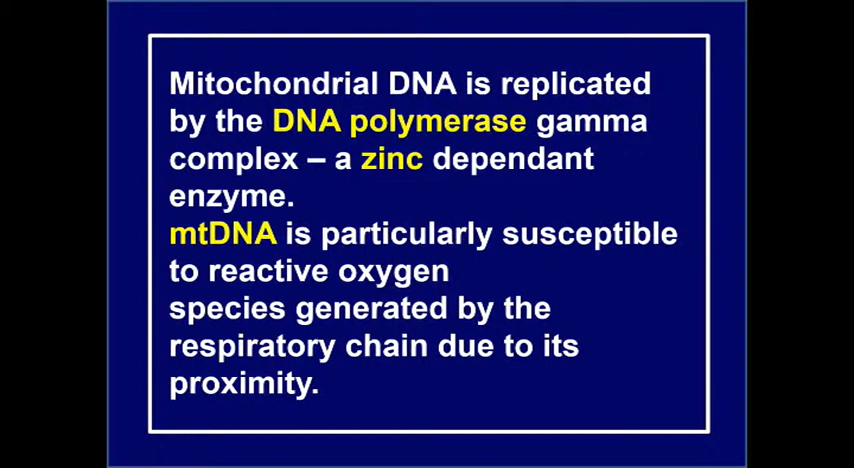 Mitochondrial DNA is replicated
by the DNA polymerase gamma
complex – a zinc dependant
enzyme.
mtDNA is particularly susceptible
to reactive oxygen
species generated by the
respiratory chain due to its
proximity.